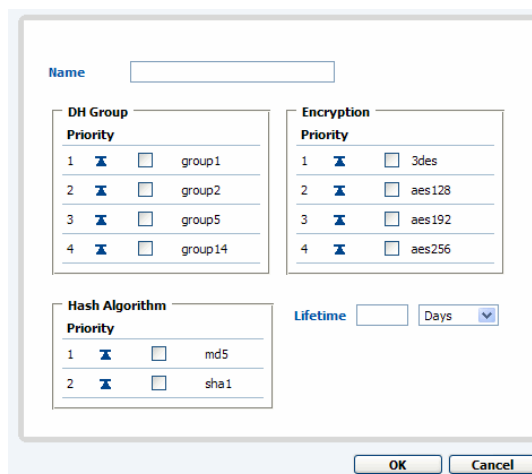 Name
DH Group
Priority
1 group1
2 group2
3 group5
4 group14
Encryption
Priority
1 3des
2 aes128
3 aes192
4 aes256
Hash Algorithm
Priority
1 md5
2 sha1
Lifetime Days
OK Cancel